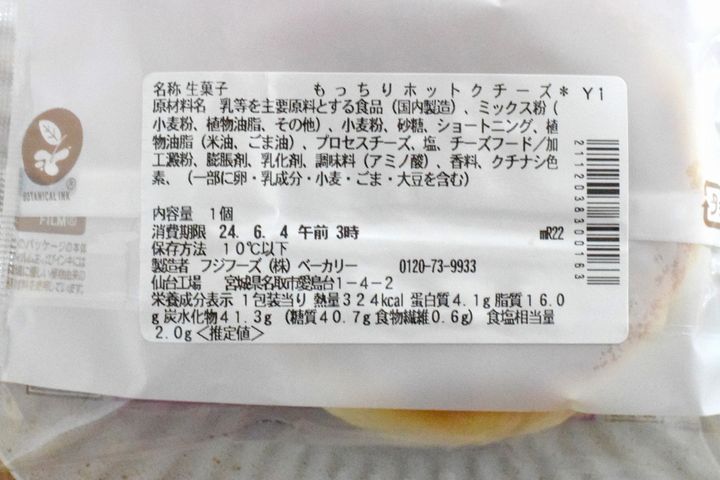 名称 生菓子 もっちりホットクチーズ* Y1
原材料名 乳等を主要原料とする食品（国内製造）、ミックス粉（
小麦粉、植物油脂、その他）、小麦粉、砂糖、ショートニング、植
物油脂（米油、ごま油）、プロセスチーズ、塩、チーズフード／加
工澱粉、膨脹剤、乳化剤、調味料（アミノ酸）、香料、クチナシ色
素、（一部に卵・乳成分・小麦・ごま・大豆を含む）
内容量 1個
消費期限 24. 6. 4 午前 3時 mR22
保存方法 10℃以下
製造者 フジフーズ（株）ベーカリー 0120-73-9933
仙台工場 宮城県名取市愛島台1-4-2
栄養成分表示 1包装当り 熱量324kcal 蛋白質4.1g 脂質16.0
g 炭水化物41.3g （糖質40.7g 食物繊維0.6g） 食塩相当量
2.0g＜推定値＞
2112038300163
BOTANICAL INK®
FILM